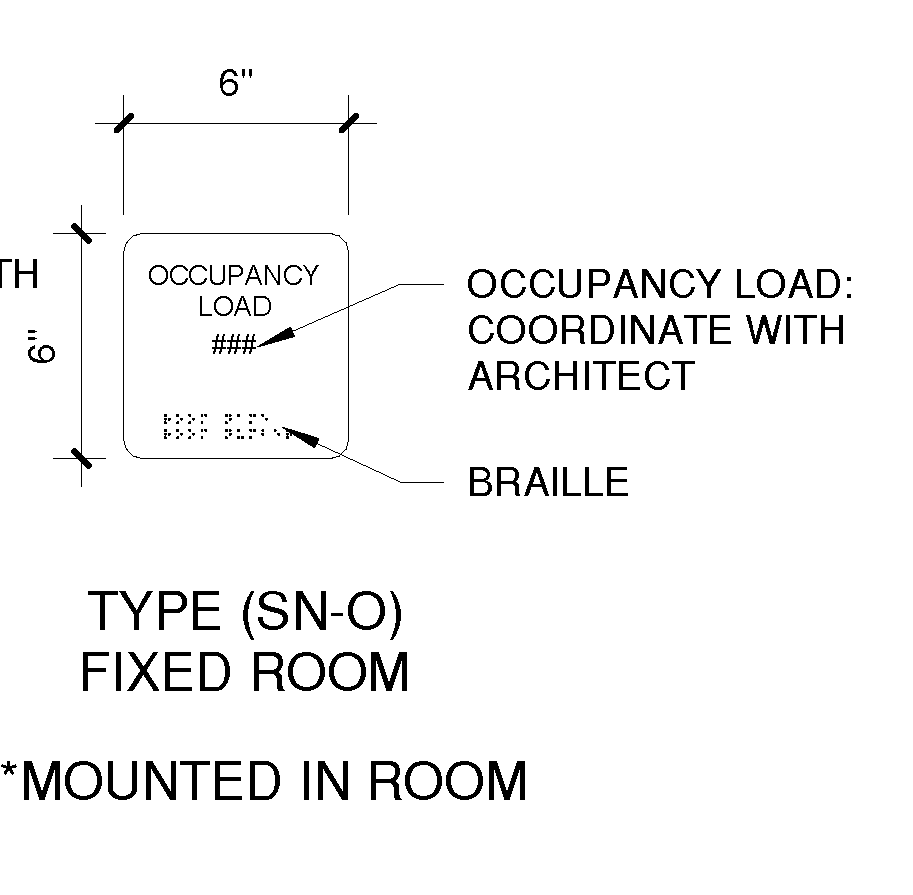 6"
TH
6"
OCCUPANCY
LOAD
###
OCCUPANCY LOAD:
COORDINATE WITH
ARCHITECT
BRAILLE
TYPE (SN-O)
FIXED ROOM
*MOUNTED IN ROOM